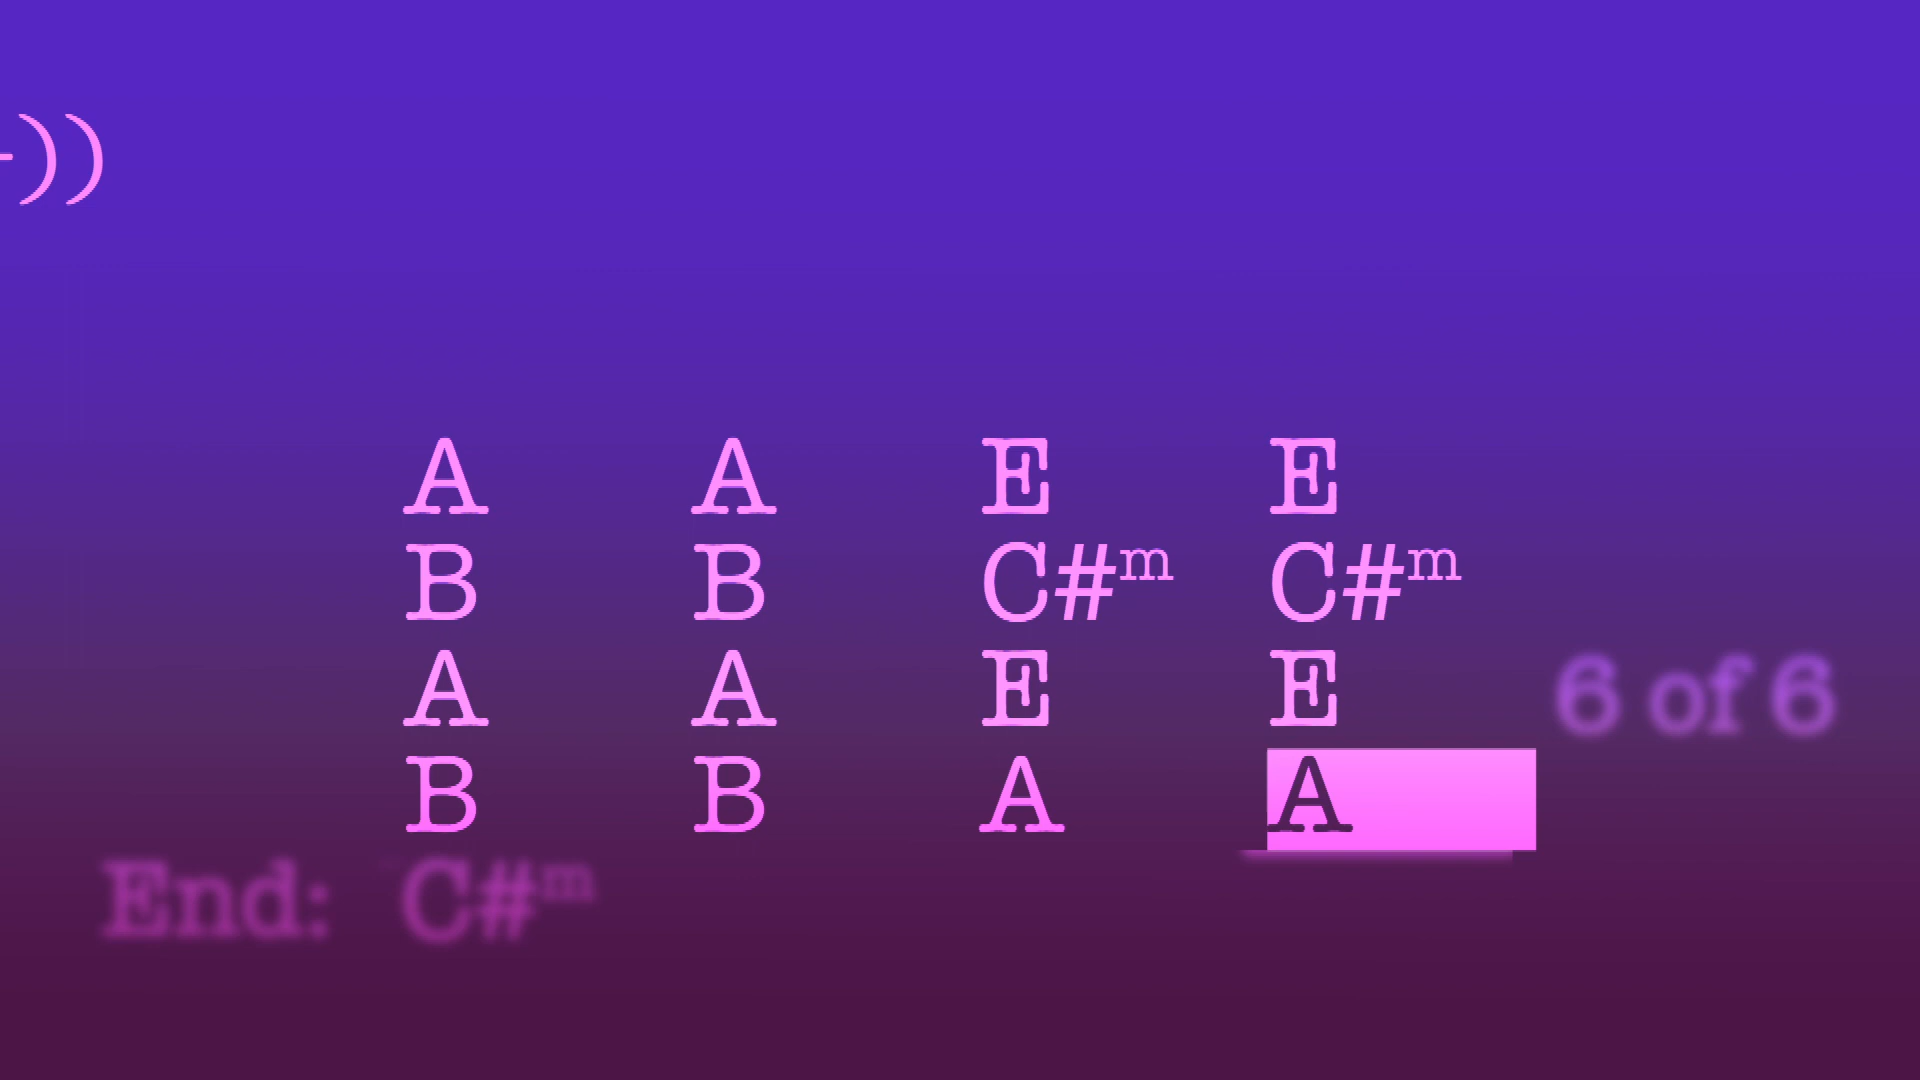 ))
A A E E
B B C#m C#m
A A E E 6 of 6
B B A A
End: C#m